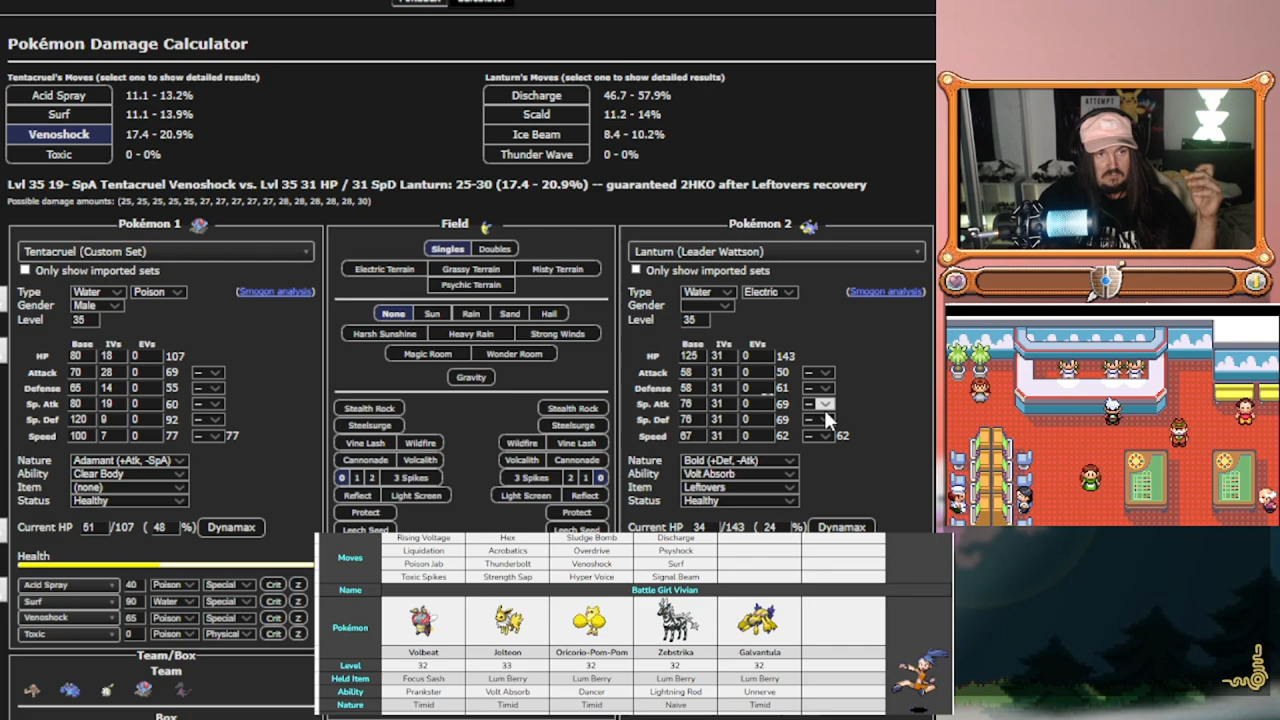 Pokémon Damage Calculator
Tentacruel's Moves (select one to show detailed results)
Lanturn's Moves (select one to show detailed results)
Acid Spray 11.1 - 13.2%
Discharge 46.7 - 57.9%
Surf 11.1 - 13.9%
Scald 11.2 - 14%
Venoshock 17.4 - 20.9%
Ice Beam 8.4 - 10.2%
Toxic 0 - 0%
Thunder Wave 0 - 0%
Lvl 35 19- SpA Tentacruel Venoshock vs. Lvl 35 31 HP / 31 SpD Lanturn: 25-30 (17.4 - 20.9%) -- guaranteed 2HKO after Leftovers recovery
Possible damage amounts: (25, 25, 25, 25, 25, 27, 27, 27, 27, 27, 28, 28, 28, 28, 28, 30)
Pokémon 1
Tentacruel (Custom Set)
Only show imported sets
Type Water Poison (Smogon analysis)
Gender Male
Level 35
Base IVs EVs
HP 80 18 0 107
Attack 70 28 0 69 --
Defense 65 14 0 55 --
Sp. Atk 80 19 0 60 --
Sp. Def 120 9 0 92 --
Speed 100 7 0 77 -- 77
Nature Adamant (+Atk, -SpA)
Ability Clear Body
Item (none)
Status Healthy
Current HP 51 /107 ( 48 %) Dynamax
Health
Acid Spray 40 Poison Special Crit Z
Surf 90 Water Special Crit Z
Venoshock 65 Poison Special Crit Z
Toxic 0 Poison Physical Crit Z
Team/Box
Team
Box
Field
Singles Doubles
Electric Terrain Grassy Terrain Misty Terrain
Psychic Terrain
None Sun Rain Sand Hail
Harsh Sunshine Heavy Rain Strong Winds
Magic Room Wonder Room
Gravity
Stealth Rock Stealth Rock
Steelsurge Steelsurge
Vine Lash Wildfire Wildfire Vine Lash
Cannonade Volcalith Volcalith Cannonade
0 1 2 3 Spikes 3 Spikes 2 1 0
Reflect Light Screen Light Screen Reflect
Protect Protect
Leech Seed Leech Seed
Pokémon 2
Lanturn (Leader Wattson)
Only show imported sets
Type Water Electric (Smogon analysis)
Gender
Level 35
Base IVs EVs
HP 125 31 0 143
Attack 58 31 0 50 --
Defense 58 31 0 61 --
Sp. Atk 76 31 0 69 --
Sp. Def 76 31 0 69 --
Speed 67 31 0 62 -- 62
Nature Bold (+Def, -Atk)
Ability Volt Absorb
Item Leftovers
Status Healthy
Current HP 34 /143 ( 24 %) Dynamax
Moves
Rising Voltage Hex Sludge Bomb Discharge
Liquidation Acrobatics Overdrive Psyshock
Poison Jab Thunderbolt Venoshock Surf
Toxic Spikes Strength Sap Hyper Voice Signal Beam
Name Battle Girl Vivian
Pokémon
Volbeat Jolteon Oricorio-Pom-Pom Zebstrika Galvantula
Level 32 33 32 32 32
Held Item Focus Sash Lum Berry Lum Berry Lum Berry Lum Berry
Ability Prankster Volt Absorb Dancer Lightning Rod Unnerve
Nature Timid Timid Timid Naive Timid
ATTEMPT